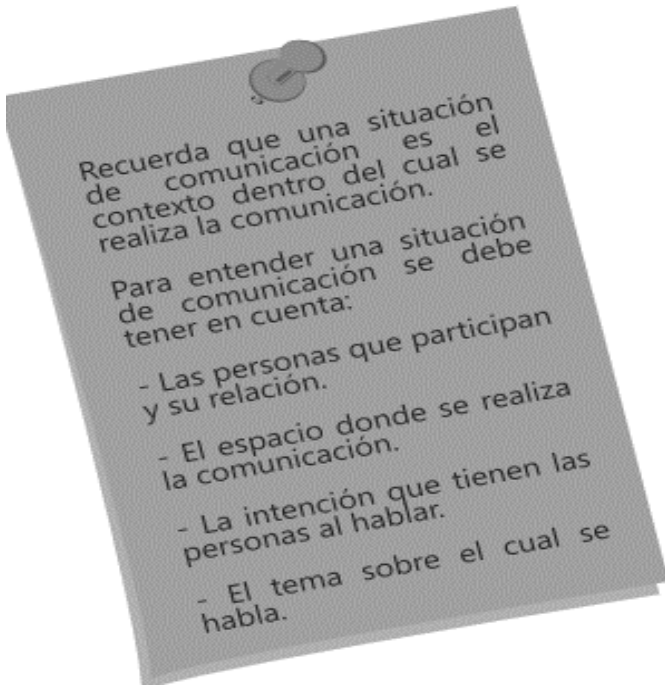 Recuerda que una situación
de comunicación es el
contexto dentro del cual se
realiza la comunicación.
Para entender una situación
de comunicación se debe
tener en cuenta:
- Las personas que participan
y su relación.
- El espacio donde se realiza
la comunicación.
- La intención que tienen las
personas al hablar.
- El tema sobre el cual se
habla.